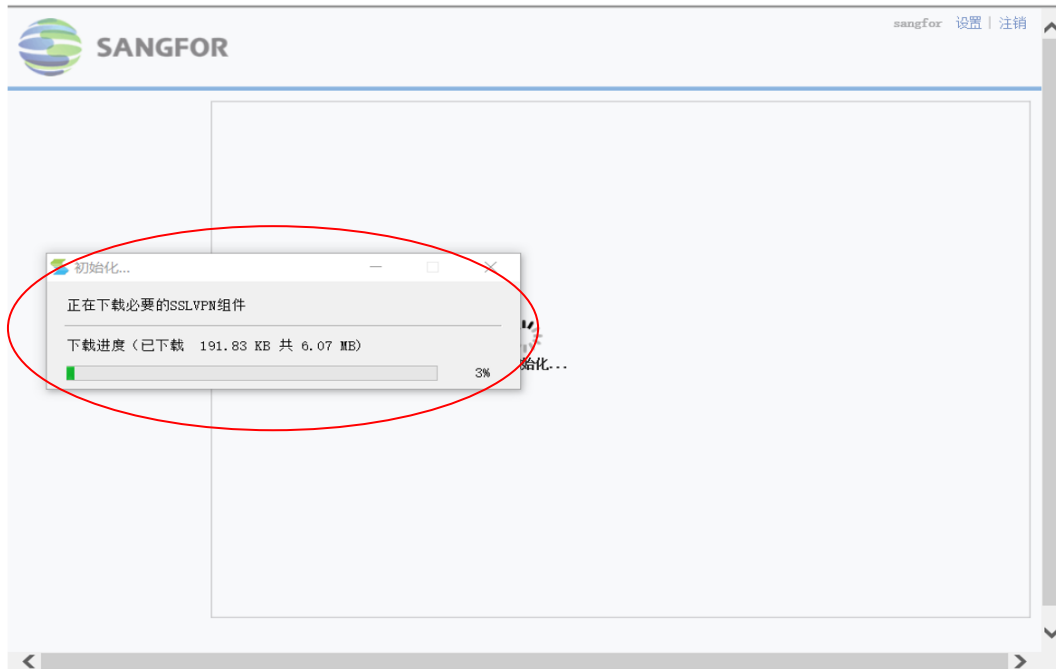 sangfor 设置 | 注销
SANGFOR
初始化...
正在下载必要的SSLVPN组件
下载进度（已下载 191.83 KB 共 6.07 MB）
3%
始化...